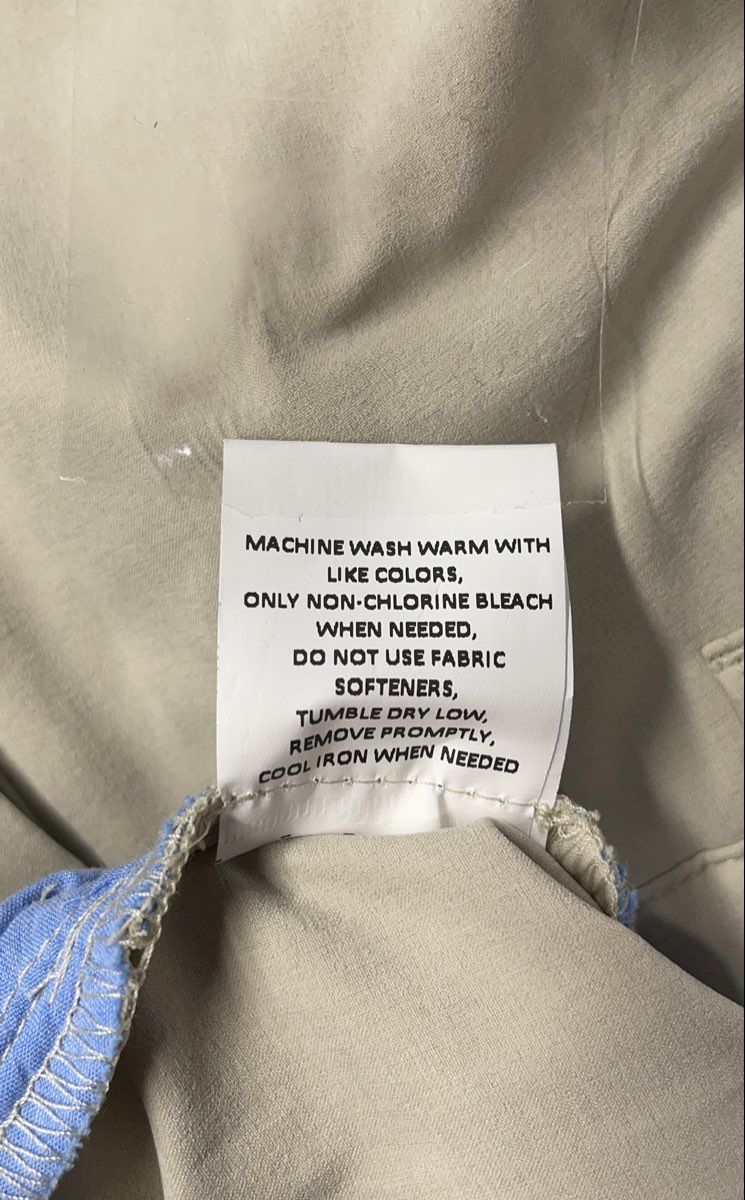 MACHINE WASH WARM WITH
LIKE COLORS,
ONLY NON-CHLORINE BLEACH
WHEN NEEDED,
DO NOT USE FABRIC
SOFTENERS,
TUMBLE DRY LOW,
REMOVE PROMPTLY,
COOL IRON WHEN NEEDED